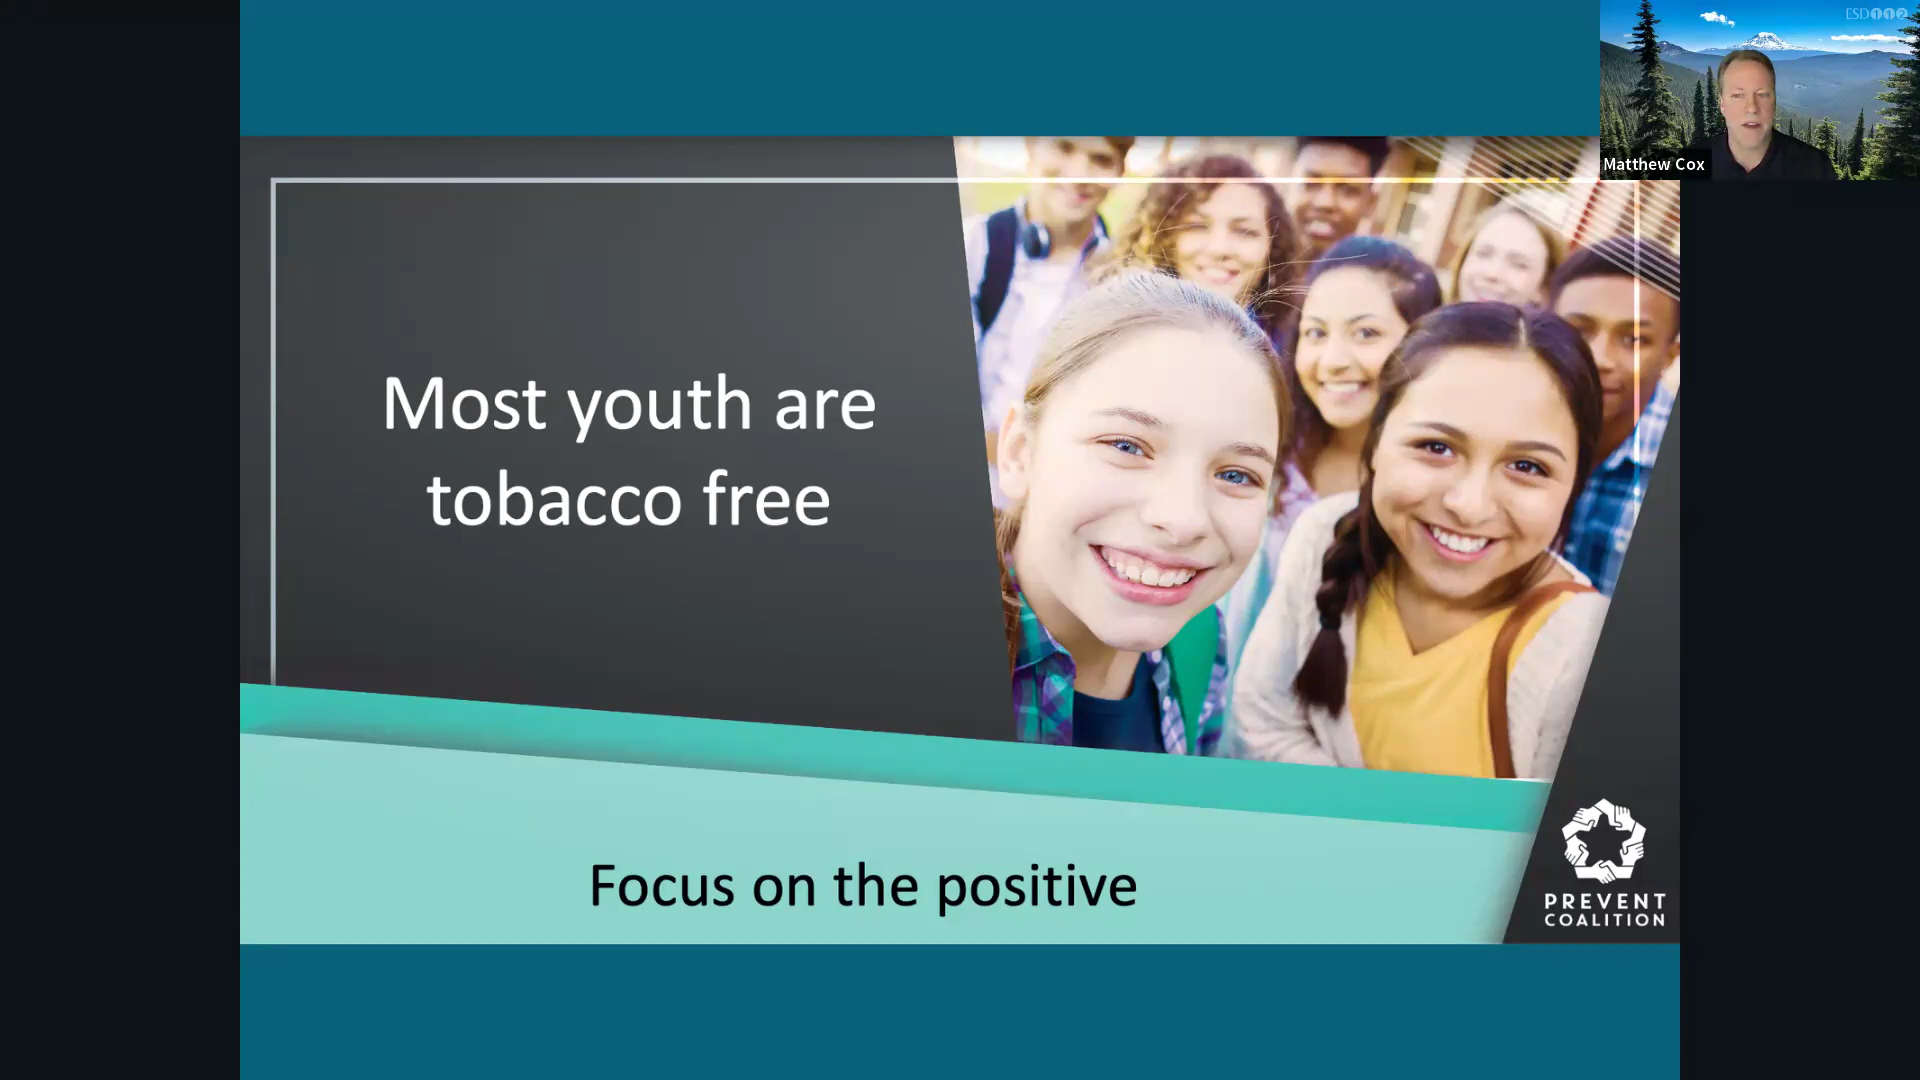 ESD112
Matthew Cox
Most youth are
tobacco free
Focus on the positive
PREVENT
COALITION